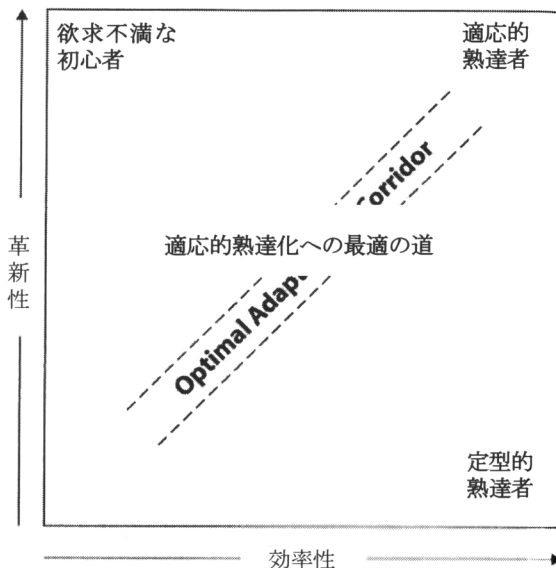 欲求不満な
初心者
適応的
熟達者
Corridor
適応的熟達化への最適の道
Optimal Adap
定型的
熟達者
革新性
効率性